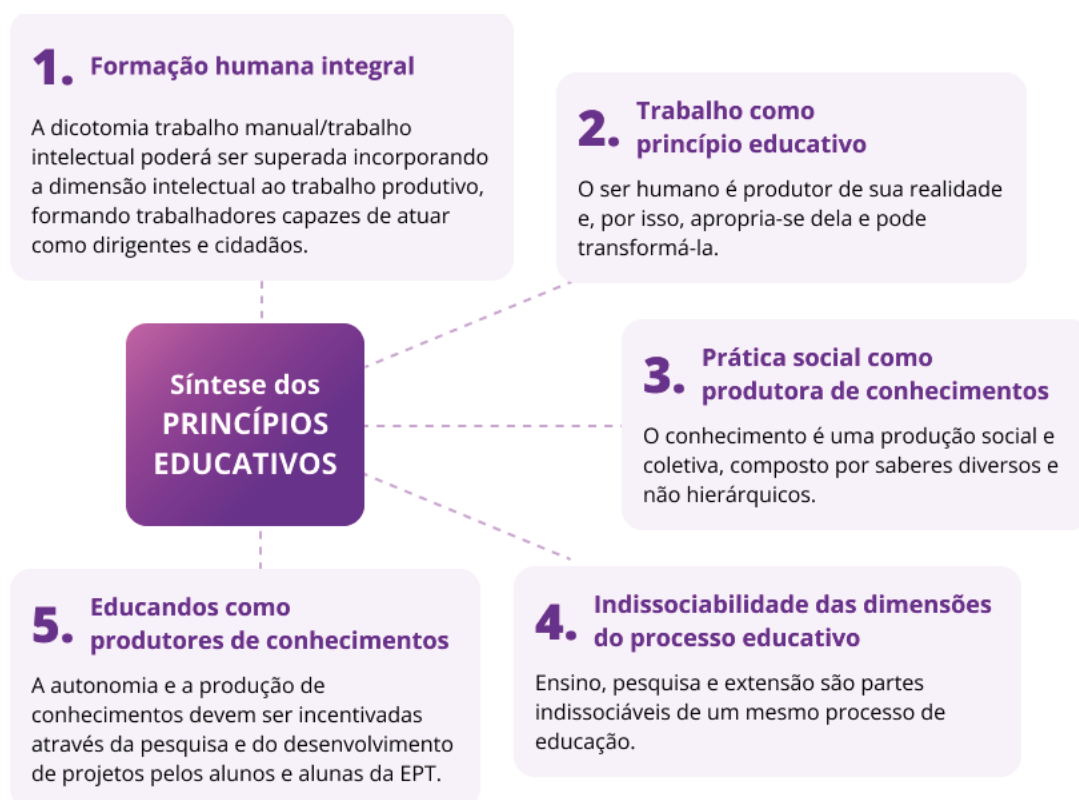 1. Formação humana integral
A dicotomia trabalho manual/trabalho
intelectual poderá ser superada incorporando
a dimensão intelectual ao trabalho produtivo,
formando trabalhadores capazes de atuar
como dirigentes e cidadãos.
2. Trabalho como
princípio educativo
O ser humano é produtor de sua realidade
e, por isso, apropria-se dela e pode
transformá-la.
Síntese dos
PRINCÍPIOS
EDUCATIVOS
3. Prática social como
produtora de conhecimentos
O conhecimento é uma produção social e
coletiva, composto por saberes diversos e
não hierárquicos.
4. Indissociabilidade das dimensões
do processo educativo
Ensino, pesquisa e extensão são partes
indissociáveis de um mesmo processo de
educação.
5. Educandos como
produtores de conhecimentos
A autonomia e a produção de
conhecimentos devem ser incentivadas
através da pesquisa e do desenvolvimento
de projetos pelos alunos e alunas da EPT.